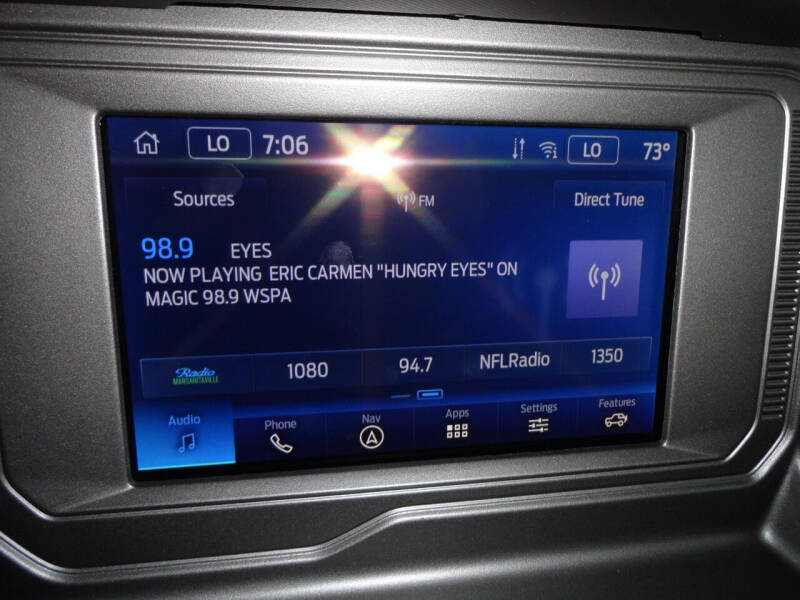 LO 7:06 LO 73°
Sources FM Direct Tune
98.9 EYES
NOW PLAYING ERIC CARMEN "HUNGRY EYES" ON
MAGIC 98.9 WSPA
Radio
MARGARITAVILLE
1080 94.7 NFLRadio 1350
Audio Phone Nav Apps Settings Features